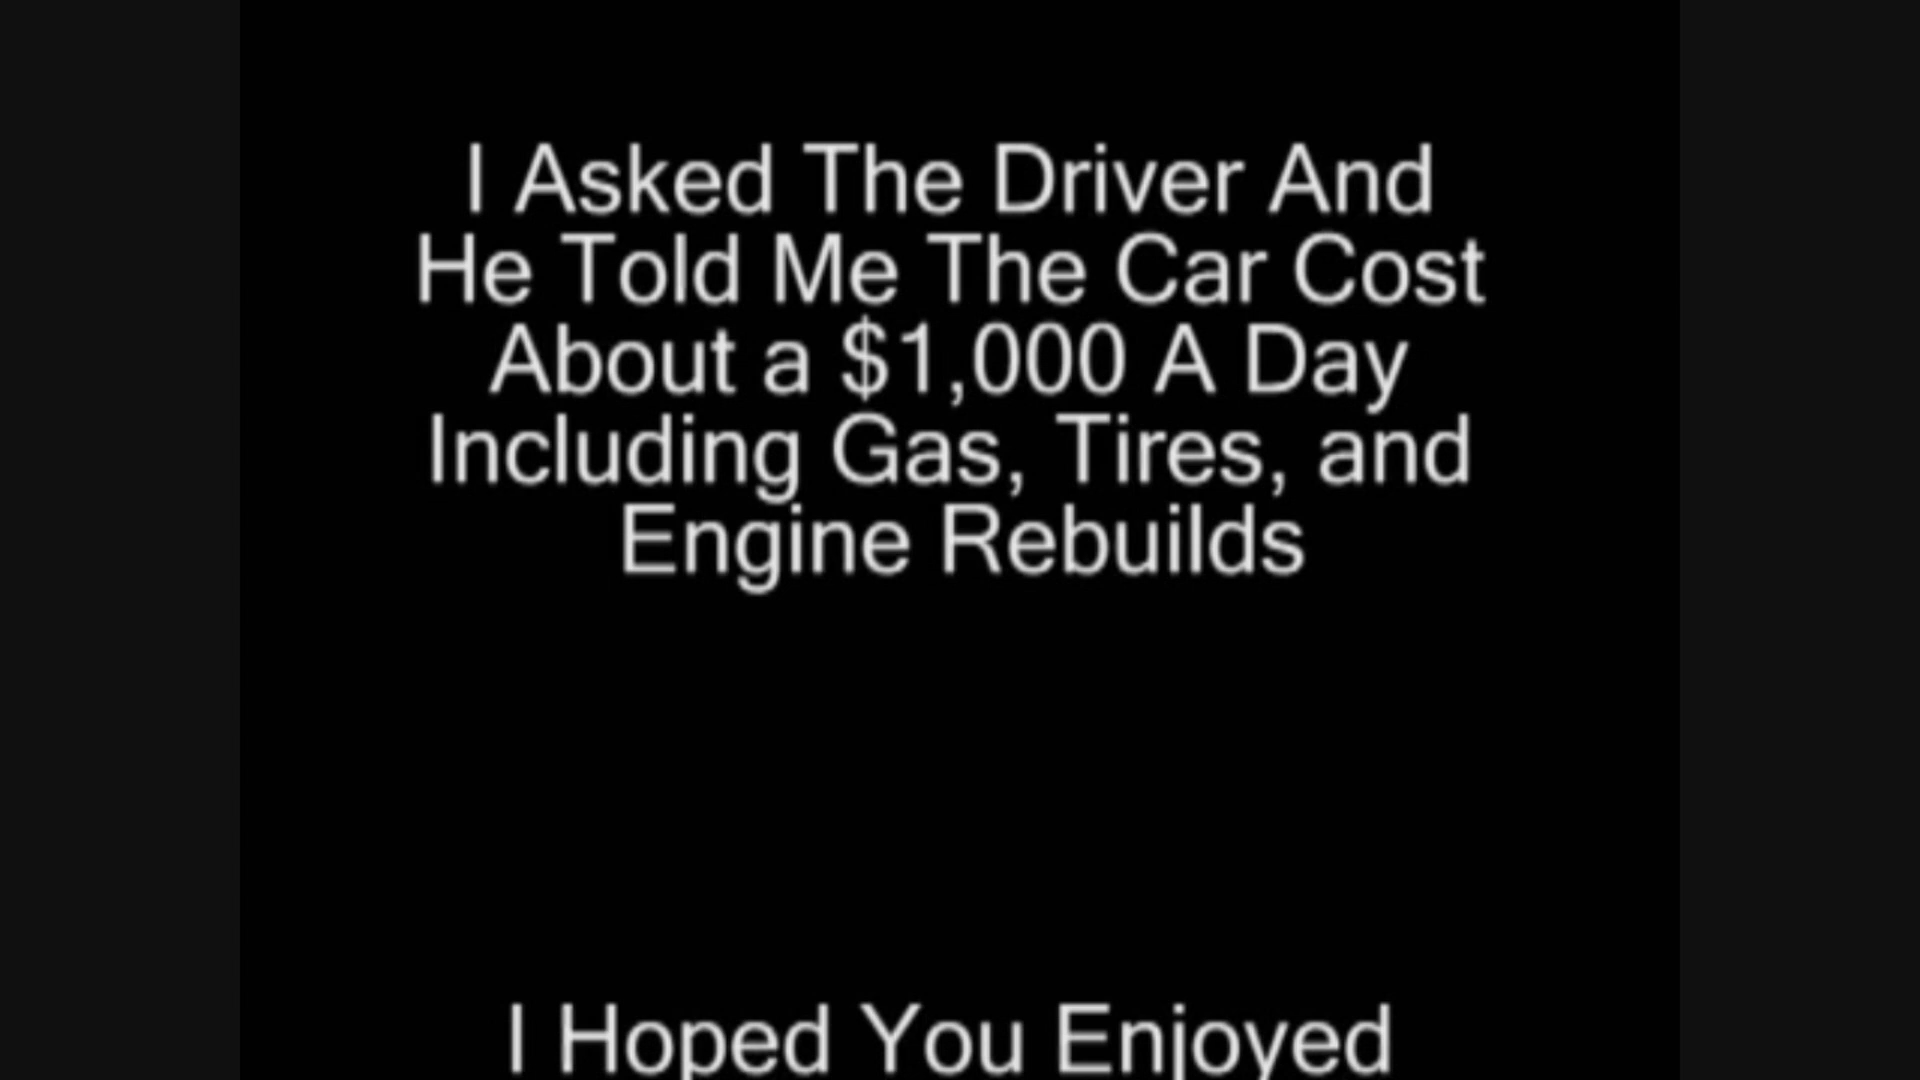 I Asked The Driver And
He Told Me The Car Cost
About a $1,000 A Day
Including Gas, Tires, and
Engine Rebuilds
I Hoped You Enjoyed